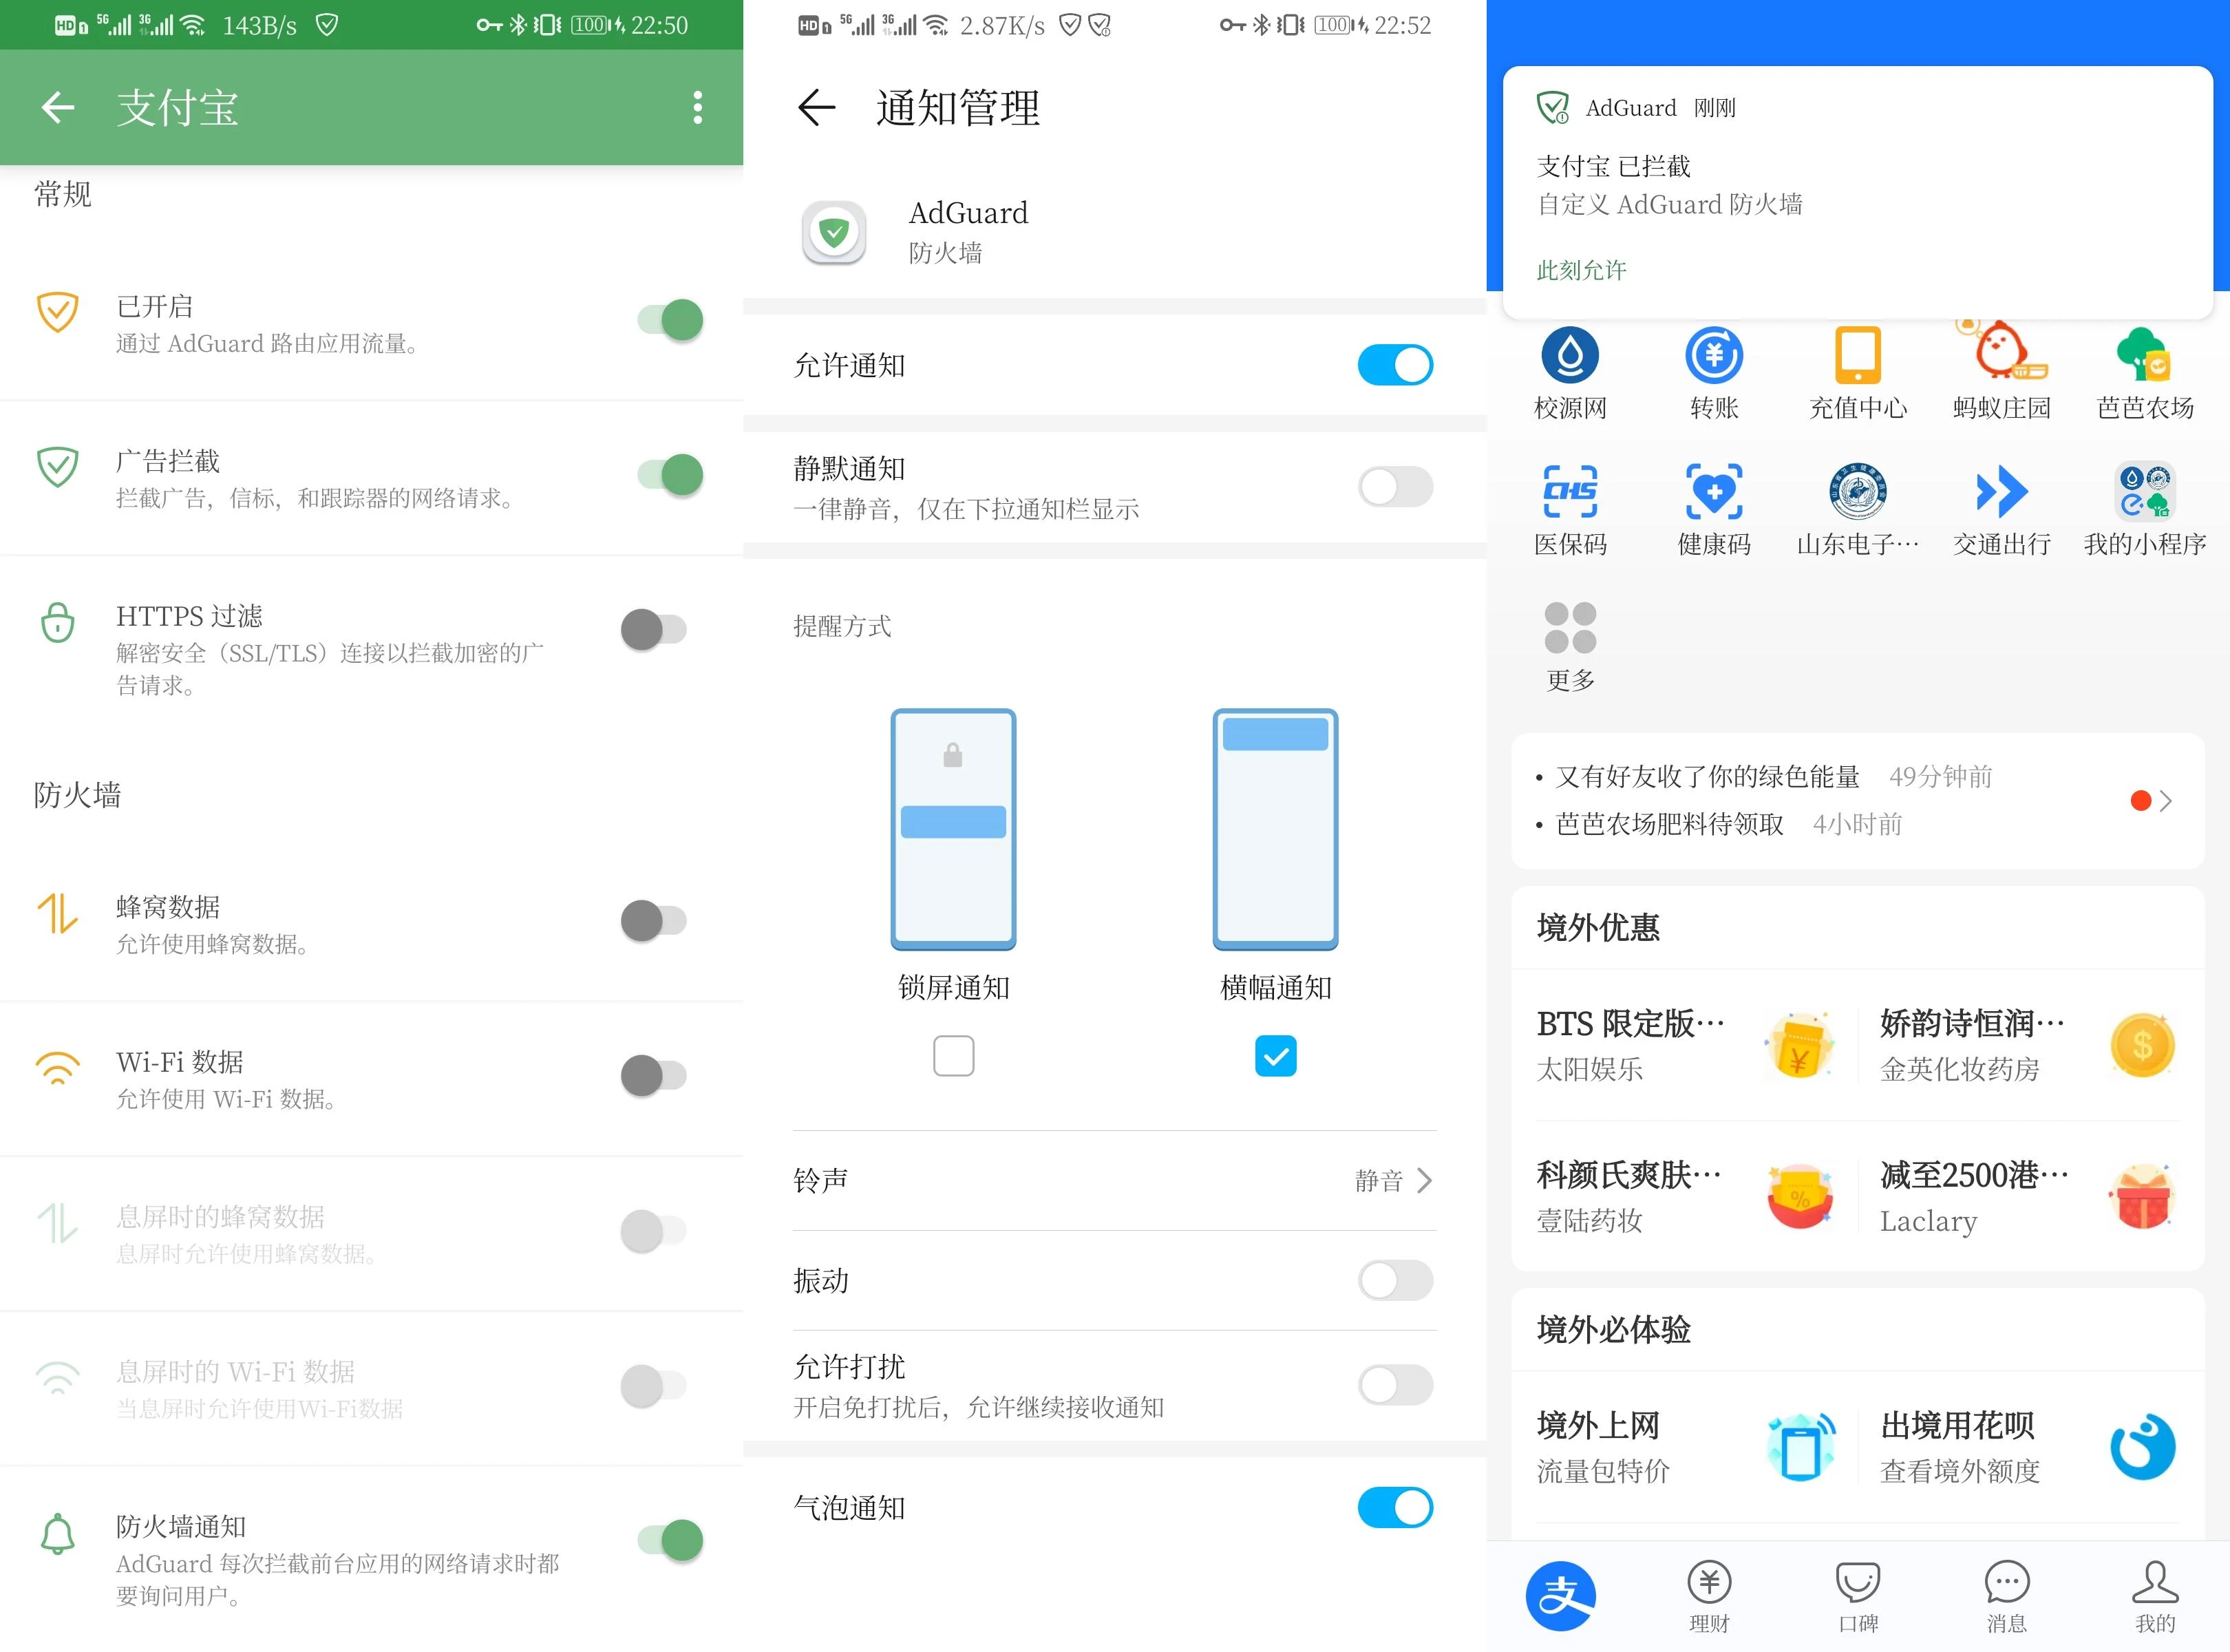 HD 1 5G 3G 143B/s 100 22:50
支付宝
常规
已开启
通过 AdGuard 路由应用流量。
广告拦截
拦截广告，信标，和跟踪器的网络请求。
HTTPS 过滤
解密安全（SSL/TLS）连接以拦截加密的广
告请求。
防火墙
蜂窝数据
允许使用蜂窝数据。
Wi-Fi 数据
允许使用 Wi-Fi 数据。
息屏时的蜂窝数据
息屏时允许使用蜂窝数据。
息屏时的 Wi-Fi 数据
当息屏时允许使用Wi-Fi数据
防火墙通知
AdGuard 每次拦截前台应用的网络请求时都
要询问用户。
HD 1 5G 3G 2.87K/s 100 22:52
通知管理
AdGuard
防火墙
允许通知
静默通知
一律静音，仅在下拉通知栏显示
提醒方式
锁屏通知 横幅通知
铃声 静音
振动
允许打扰
开启免打扰后，允许继续接收通知
气泡通知
AdGuard 刚刚
支付宝 已拦截
自定义 AdGuard 防火墙
此刻允许
校源网 转账 充值中心 蚂蚁庄园 芭芭农场
CHS
医保码 健康码 山东电子… 交通出行 我的小程序
更多
• 又有好友收了你的绿色能量 49分钟前
• 芭芭农场肥料待领取 4小时前
境外优惠
BTS 限定版… 娇韵诗恒润…
太阳娱乐 金英化妆药房
科颜氏爽肤… 减至2500港…
壹陆药妆 Laclary
境外必体验
境外上网 出境用花呗
流量包特价 查看境外额度
支 理财 口碑 消息 我的